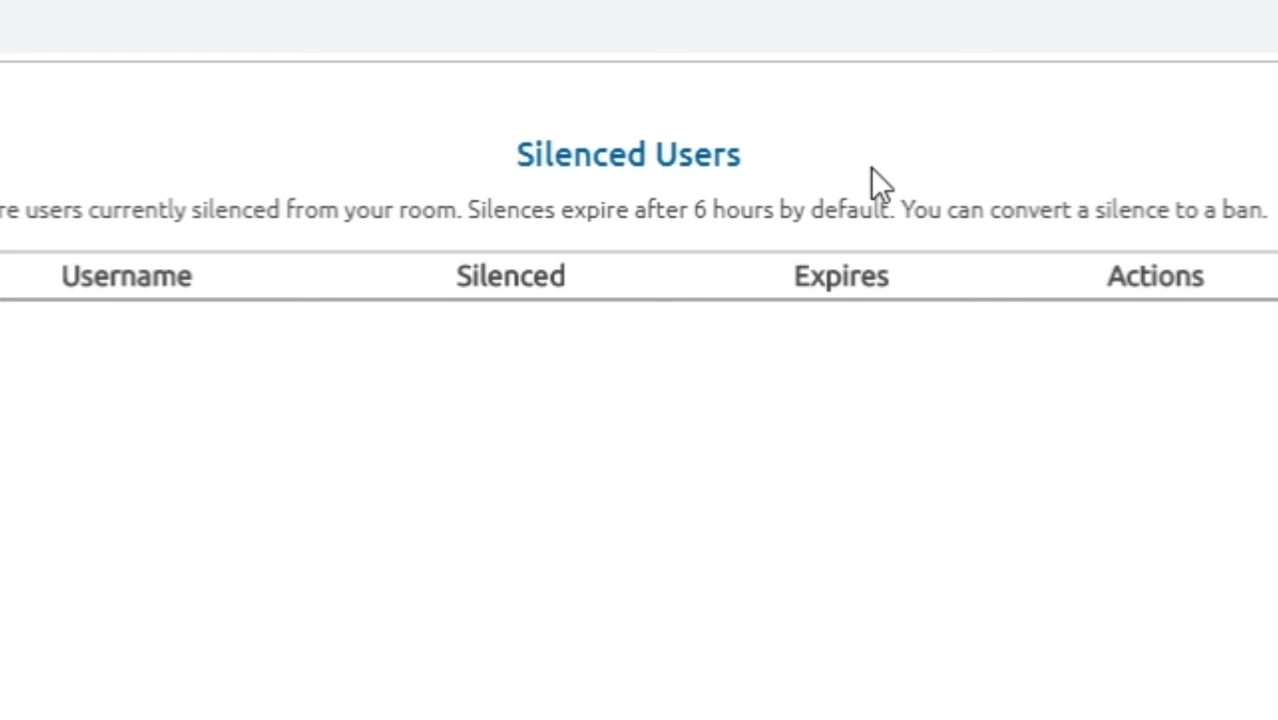 Silenced Users
re users currently silenced from your room. Silences expire after 6 hours by default. You can convert a silence to a ban.
Username Silenced Expires Actions